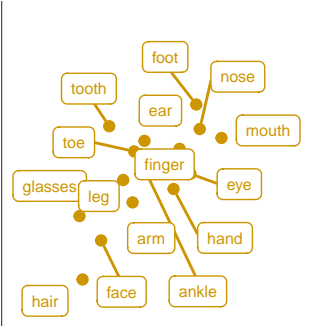 foot
nose
tooth
ear
mouth
toe
finger
glasses
leg
eye
arm
hand
face
ankle
hair